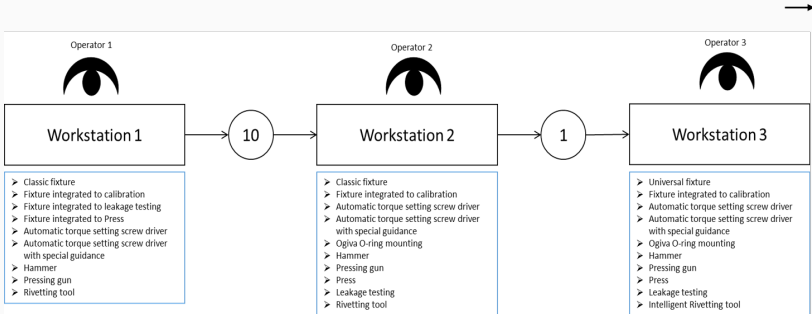 Operator 1
Operator 2
Operator 3
Workstation 1
10
Workstation 2
1
Workstation 3
➢ Classic fixture
➢ Fixture integrated to calibration
➢ Fixture integrated to leakage testing
➢ Fixture integrated to Press
➢ Automatic torque setting screw driver
➢ Automatic torque setting screw driver
with special guidance
➢ Hammer
➢ Pressing gun
➢ Rivetting tool
➢ Classic fixture
➢ Fixture integrated to calibration
➢ Automatic torque setting screw driver
➢ Automatic torque setting screw driver
with special guidance
➢ Ogiva O-ring mounting
➢ Hammer
➢ Pressing gun
➢ Press
➢ Leakage testing
➢ Rivetting tool
➢ Universal fixture
➢ Fixture integrated to calibration
➢ Automatic torque setting screw driver
➢ Automatic torque setting screw driver
with special guidance
➢ Ogiva O-ring mounting
➢ Hammer
➢ Pressing gun
➢ Press
➢ Leakage testing
➢ Intelligent Rivetting tool